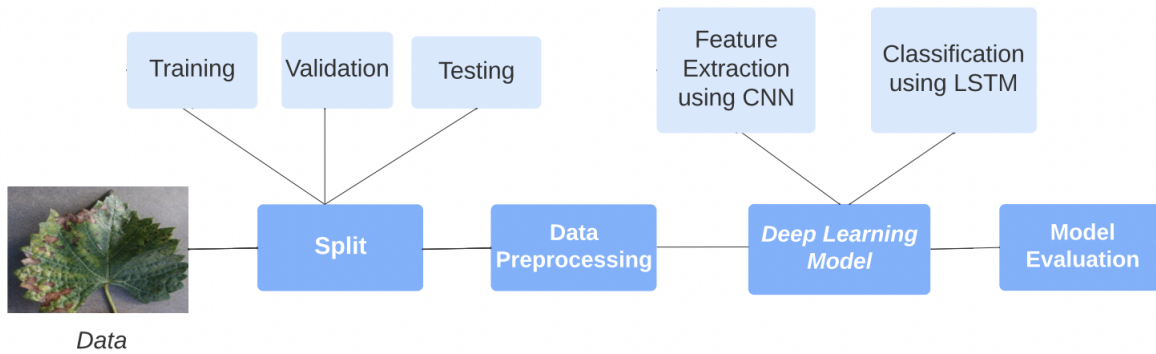 Training
Validation
Testing
Feature
Extraction
using CNN
Classification
using LSTM
Split
Data
Preprocessing
Deep Learning
Model
Model
Evaluation
Data